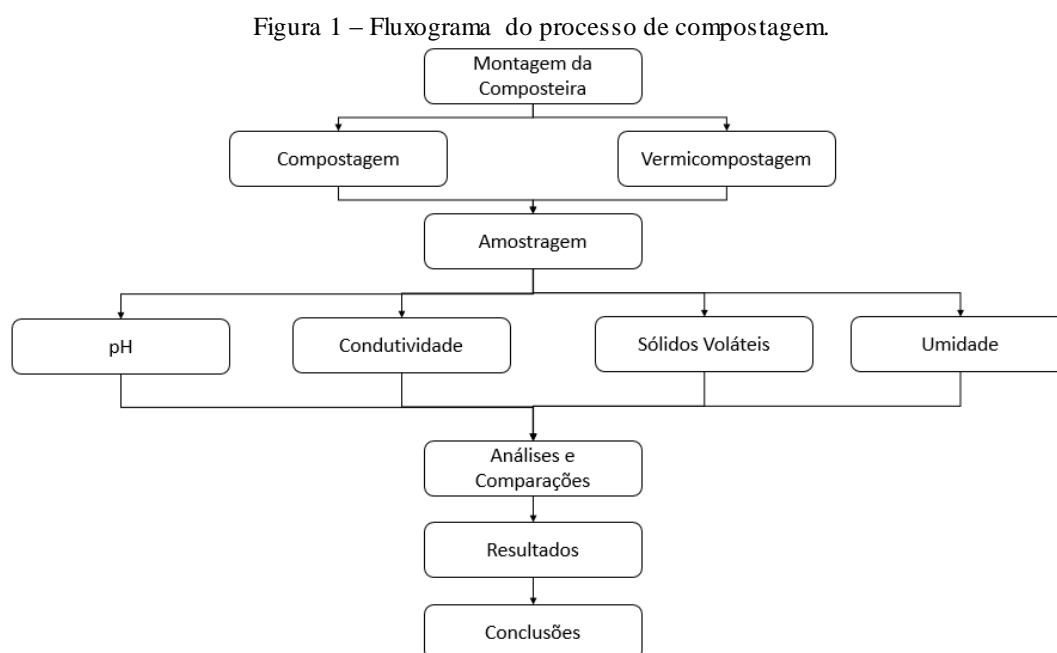 Figura 1 – Fluxograma do processo de compostagem.
Montagem da
Composteira
Compostagem
Vermicompostagem
Amostragem
pH
Condutividade
Sólidos Voláteis
Umidade
Análises e
Comparações
Resultados
Conclusões